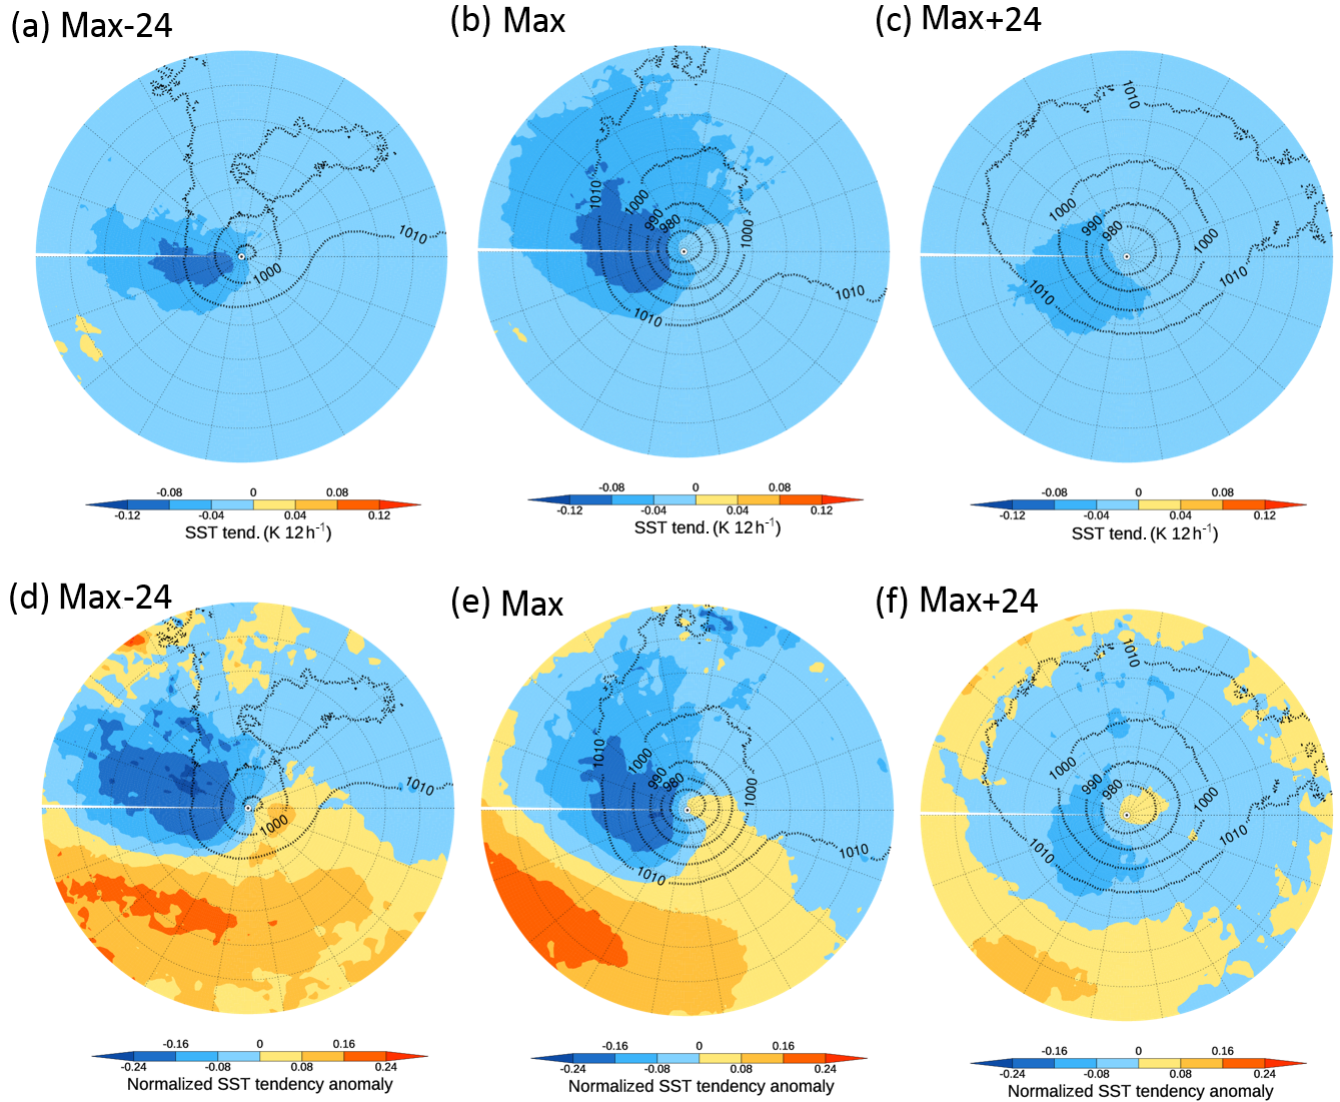 (a) Max-24
(b) Max
(c) Max+24
1010
1000
1010
1010
1000
990
980
1000
1010
1010
1010
1000
990
980
1000
1010
1010
-0.08 0 0.08
-0.12 -0.04 0.04 0.12
SST tend. (K 12 h⁻¹)
-0.08 0 0.08
-0.12 -0.04 0.04 0.12
SST tend. (K 12 h⁻¹)
-0.08 0 0.08
-0.12 -0.04 0.04 0.12
SST tend. (K 12 h⁻¹)
(d) Max-24
(e) Max
(f) Max+24
1010
1000
1010
1000
990
980
1000
1010
1010
1010
1000
990
980
1000
1010
1010
-0.16 0 0.16
-0.24 -0.08 0.08 0.24
Normalized SST tendency anomaly
-0.16 0 0.16
-0.24 -0.08 0.08 0.24
Normalized SST tendency anomaly
-0.16 0 0.16
-0.24 -0.08 0.08 0.24
Normalized SST tendency anomaly